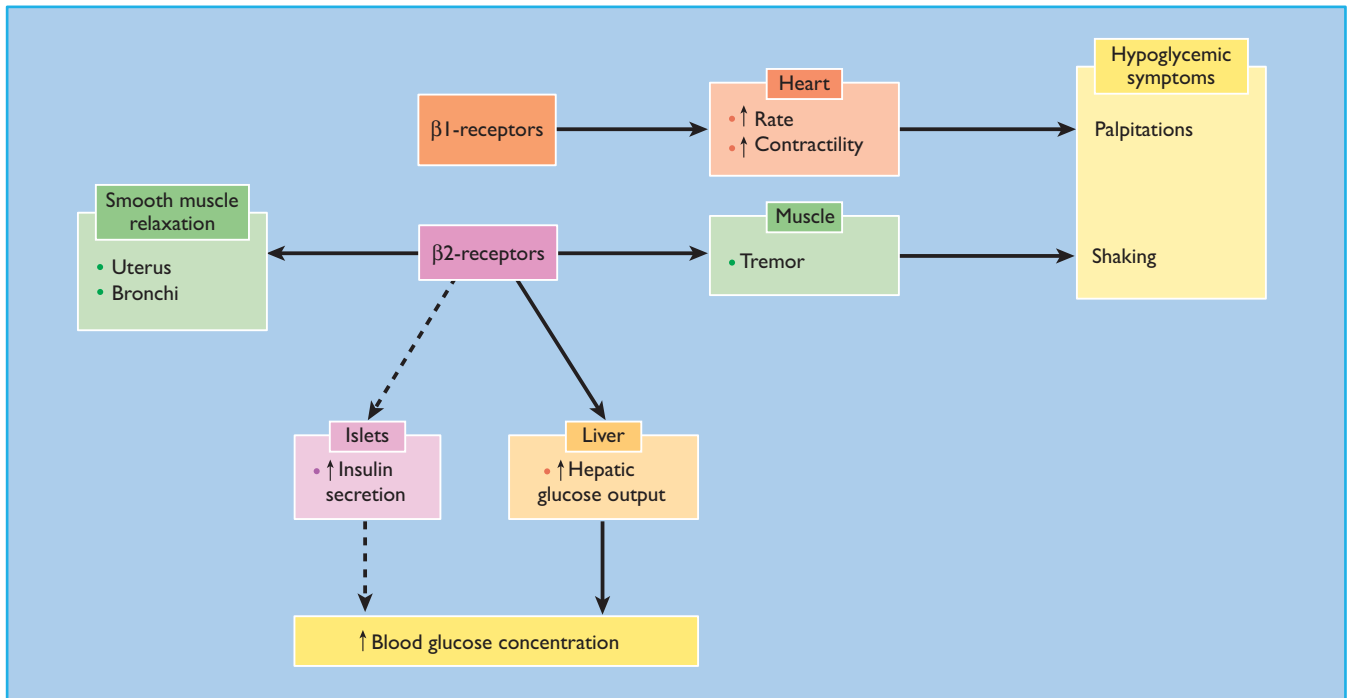 β1-receptors
Heart
• ↑ Rate
• ↑ Contractility
Hypoglycemic
symptoms
Palpitations
Shaking
Smooth muscle
relaxation
• Uterus
• Bronchi
β2-receptors
Muscle
• Tremor
Islets
• ↑ Insulin
secretion
Liver
• ↑ Hepatic
glucose output
↑ Blood glucose concentration